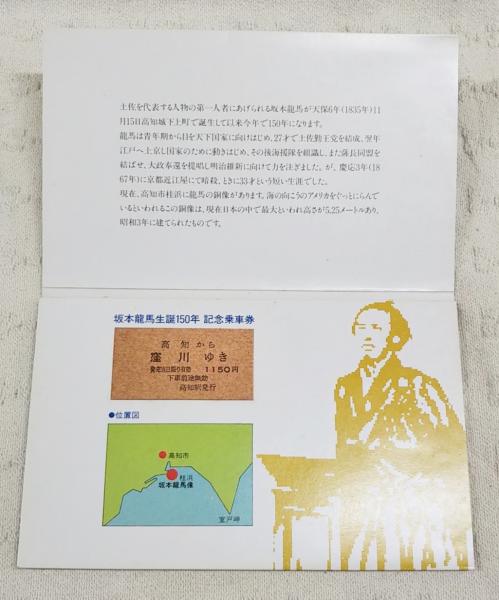 土佐を代表する人物の第一人者にあげられる坂本龍馬が天保6年(1835年)11
月15日高知城下上町で誕生して以来今年で150年になります。
龍馬は青年期から目を天下国家に向けはじめ、27才で土佐勤王党を結成、翌年
江戸へ上京し国家のために動きはじめ、その後海援隊を組織し、また薩長同盟を
結ばせ、大政奉還を提唱し明治維新に向けて力を注ぎました。が、慶応3年(18
67年)に京都近江屋にて暗殺、ときに33才という短い生涯でした。
現在、高知市桂浜に龍馬の銅像があります。海の向こうのアメリカをぐっとにらんで
いるといわれるこの銅像は、現在日本の中で最大といわれ高さが5.25メートルあり、
昭和3年に建てられたものです。
坂本龍馬生誕150年 記念乗車券
高知から
窪川 ゆき
発売当日限り有効 1150円
下車前途無効
高知駅発行
●位置図
高知市
桂浜
坂本龍馬像
室戸岬